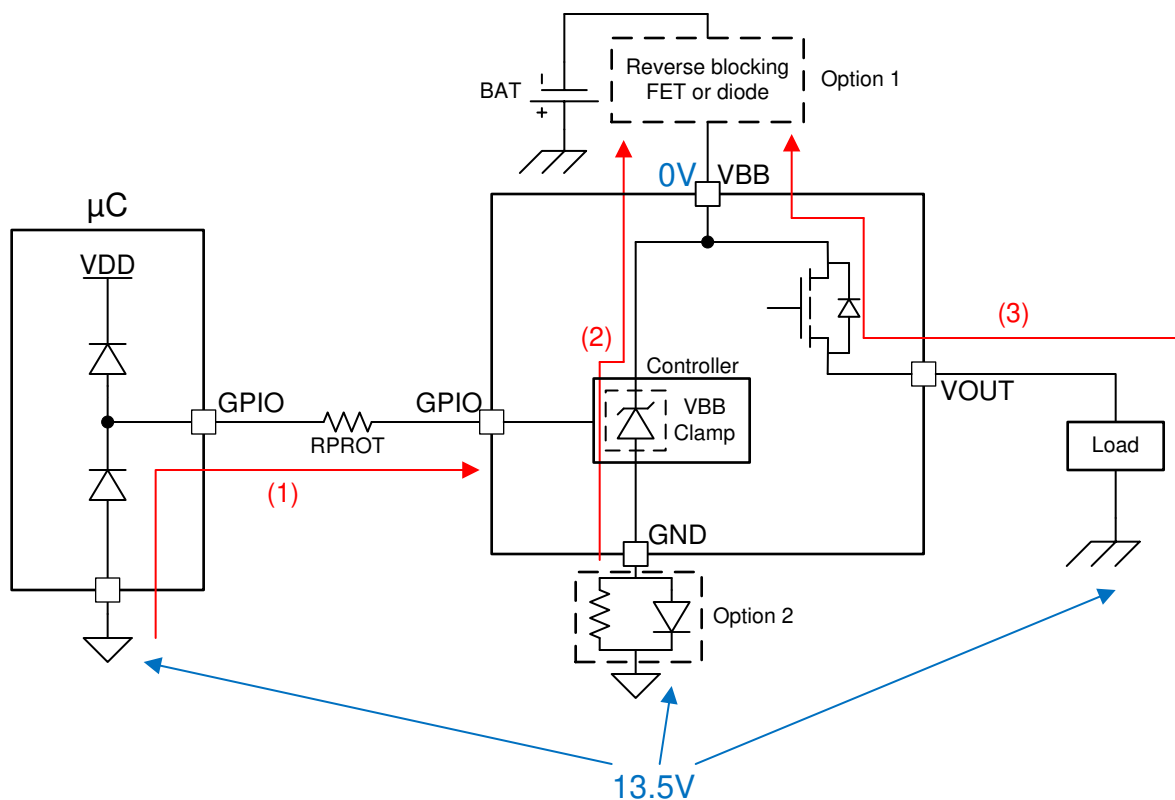 Reverse blocking
FET or diode
Option 1
BAT
-
+
0V
VBB
µC
VDD
(2)
(3)
Controller
VBB
Clamp
GPIO
RPROT
GPIO
VOUT
Load
(1)
GND
Option 2
13.5V